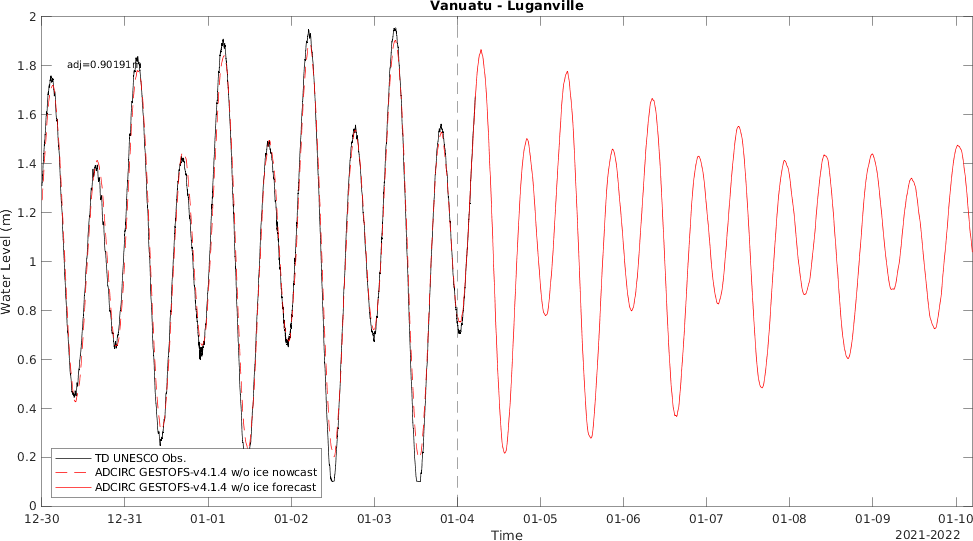 Vanuatu - Luganville
2
1.8
1.6
1.4
1.2
1
0.8
0.6
0.4
0.2
0
Water Level (m)
adj=0.90191m
TD UNESCO Obs.
ADCIRC GESTOFS-v4.1.4 w/o ice nowcast
ADCIRC GESTOFS-v4.1.4 w/o ice forecast
12-30 12-31 01-01 01-02 01-03 01-04 01-05 01-06 01-07 01-08 01-09 01-10
Time
2021-2022